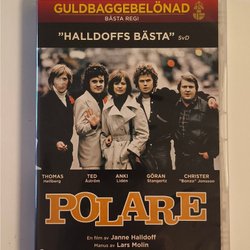 GULDBAGGEBELÖNAD
BÄSTA REGI
"HALLDOFFS BÄSTA" SvD
THOMAS TED ANKI GÖRAN CHRISTER
Hellberg Åström Lidén Stangertz "Bonzo" Jonsson
POLARE
En film av Janne Halldoff
Manus av Lars Molin